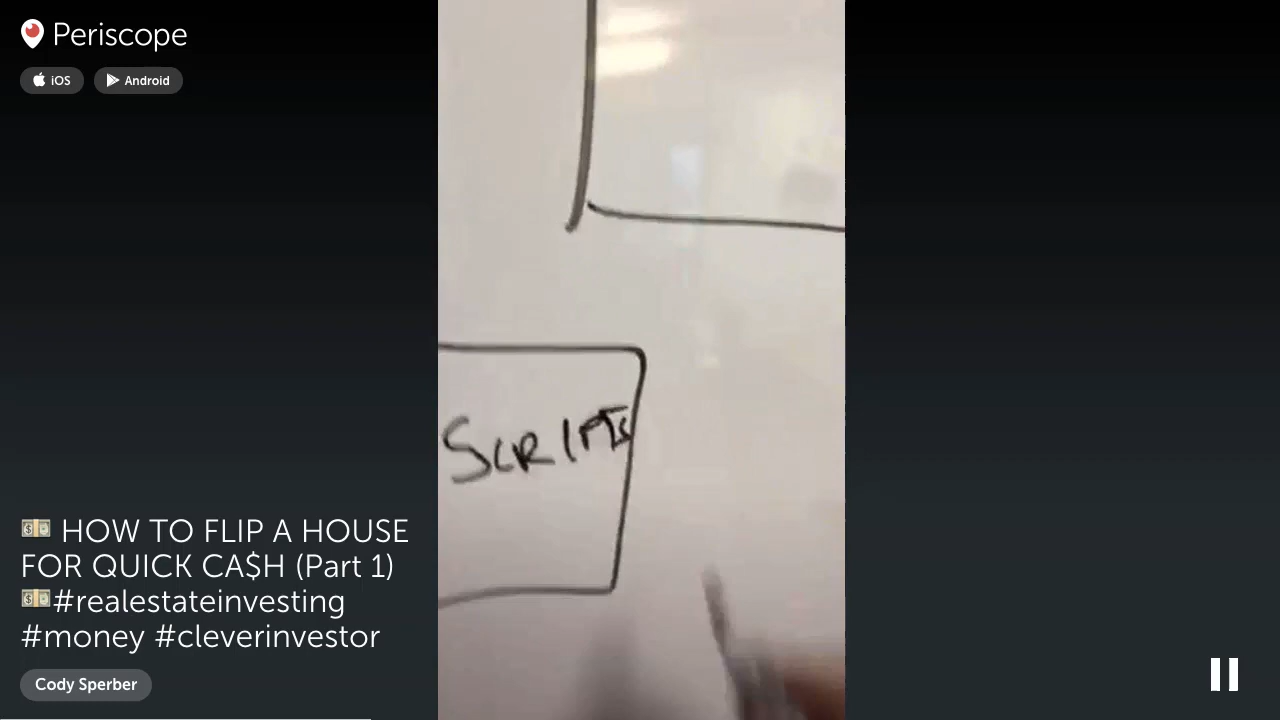 Periscope
iOS
Android
SCRIPTS
💵 HOW TO FLIP A HOUSE
FOR QUICK CA$H (Part 1)
💵#realestateinvesting
#money #cleverinvestor
Cody Sperber